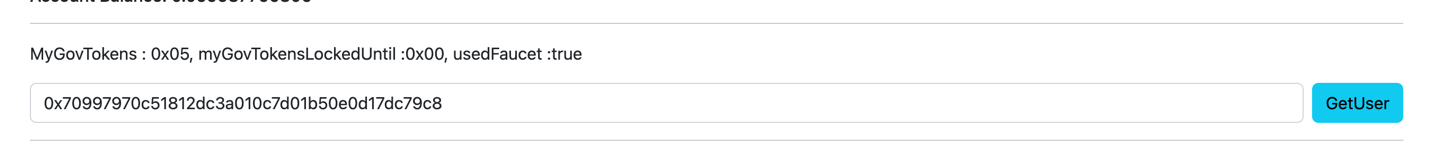 MyGovTokens : 0x05, myGovTokensLockedUntil :0x00, usedFaucet :true
0x70997970c51812dc3a010c7d01b50e0d17dc79c8
GetUser